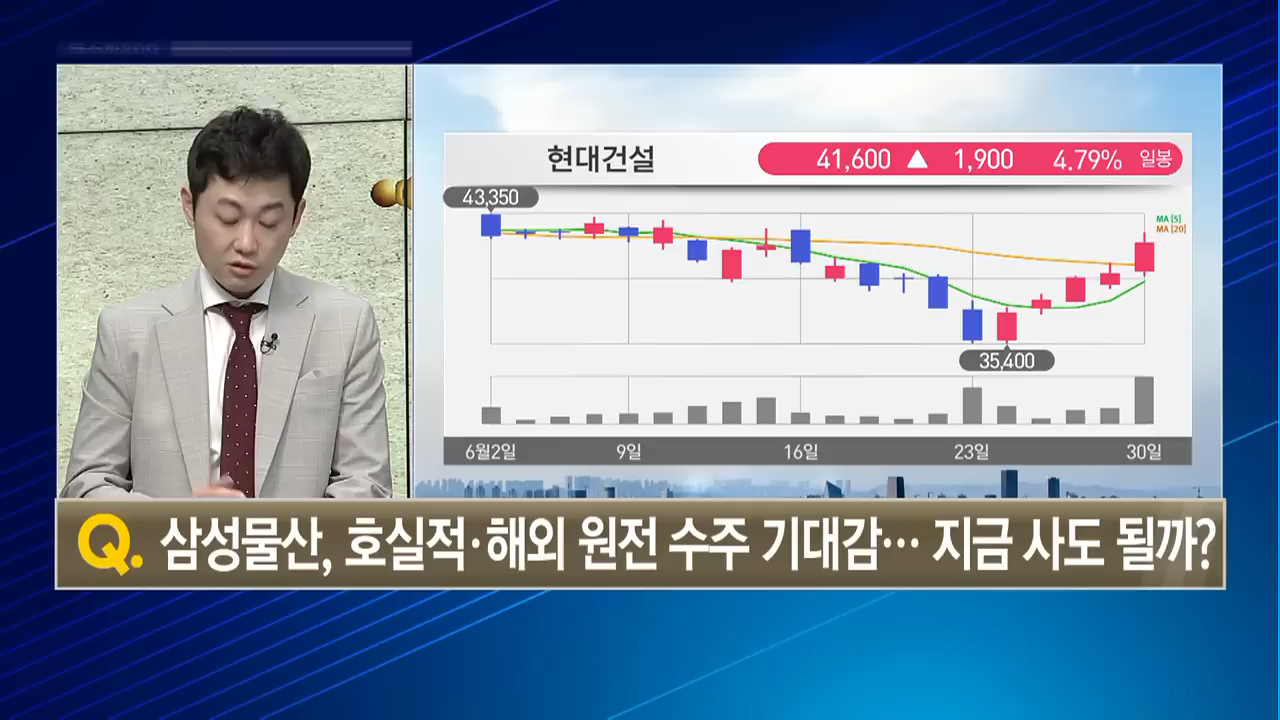 현대건설
41,600 ▲ 1,900 4.79% 일봉
43,350
MA [5]
MA [20]
35,400
6월2일 9일 16일 23일 30일
Q. 삼성물산, 호실적·해외 원전 수주 기대감… 지금 사도 될까?